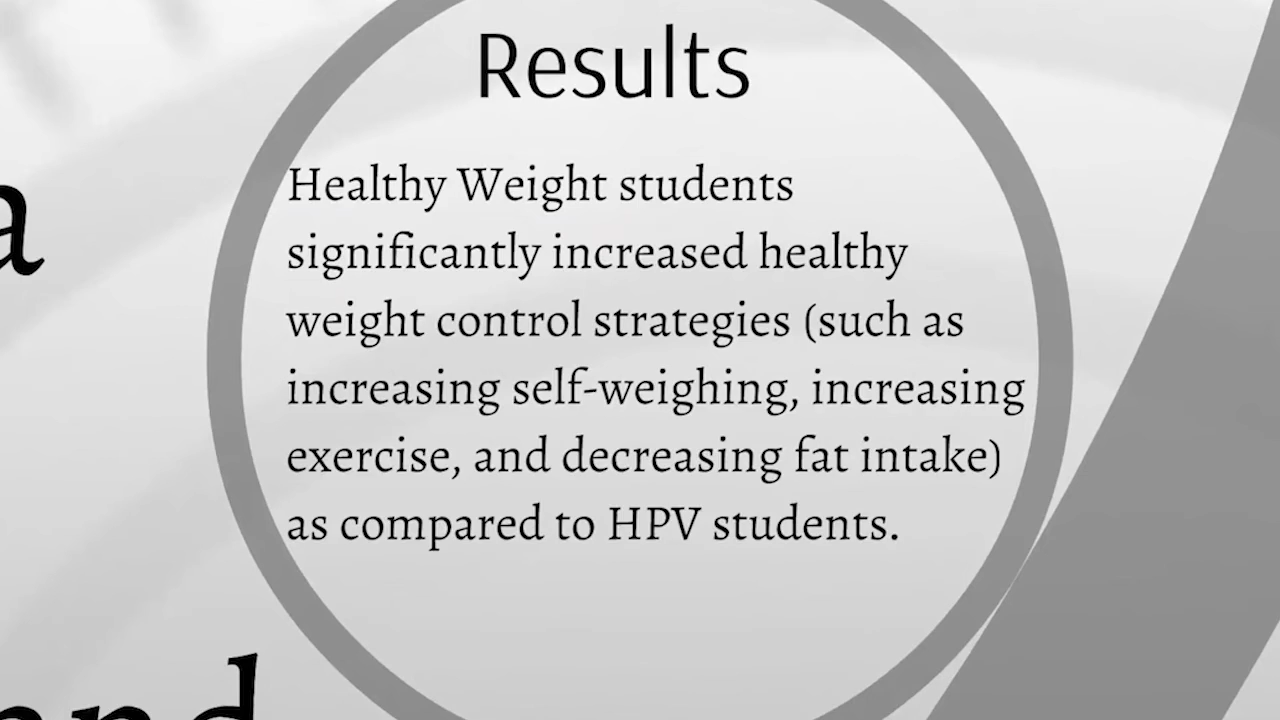 Results
Healthy Weight students
significantly increased healthy
weight control strategies (such as
increasing self-weighing, increasing
exercise, and decreasing fat intake)
as compared to HPV students.
a
and